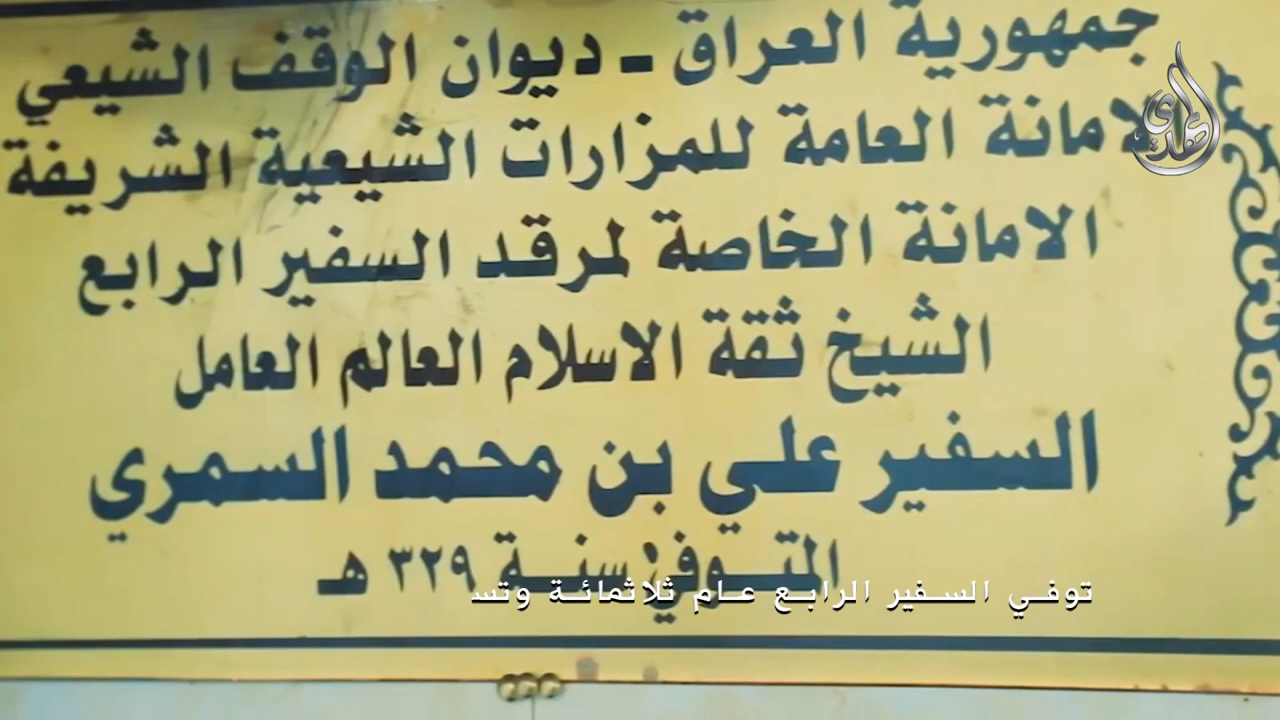 جمهورية العراق - ديوان الوقف الشيعي
الامانة العامة للمزارات الشيعية الشريفة
الامانة الخاصة لمرقد السفير الرابع
الشيخ ثقة الاسلام العالم العامل
السفير علي بن محمد السمري
المتوفي سنة ٣٢٩ هـ
توفي السفير الرابع عام ثلاثمائة وتس